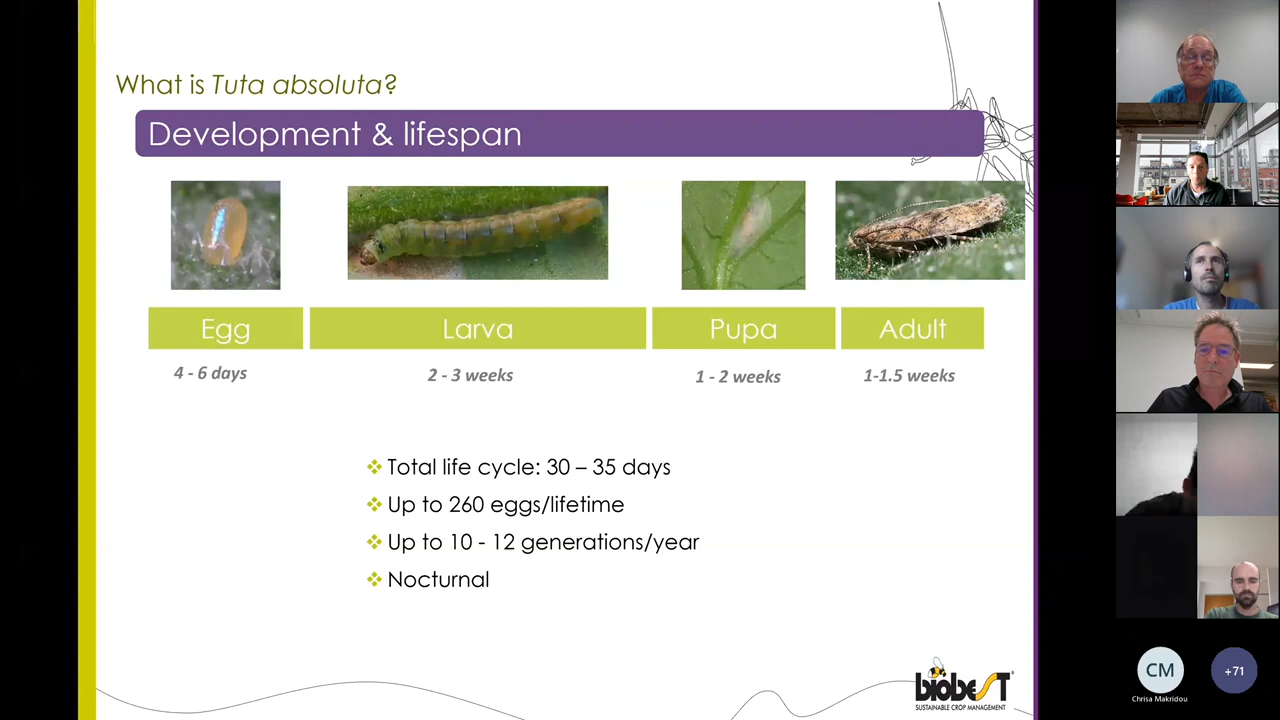 What is Tuta absoluta?
Development & lifespan
Egg
Larva
Pupa
Adult
4 - 6 days
2 - 3 weeks
1 - 2 weeks
1-1.5 weeks
Total life cycle: 30 – 35 days
Up to 260 eggs/lifetime
Up to 10 - 12 generations/year
Nocturnal
biobesT
SUSTAINABLE CROP MANAGEMENT
CM
Chrisa Makridou
+71